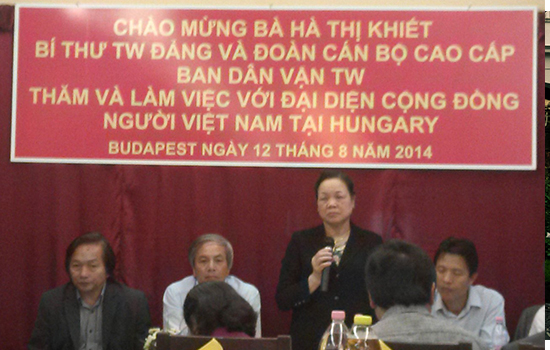 CHÀO MỪNG BÀ HÀ THỊ KHIẾT
BÍ THƯ TW ĐẢNG VÀ ĐOÀN CÁN BỘ CAO CẤP
BAN DÂN VẬN TW
THĂM VÀ LÀM VIỆC VỚI ĐẠI DIỆN CỘNG ĐỒNG
NGƯỜI VIỆT NAM TẠI HUNGARY
BUDAPEST NGÀY 12 THÁNG 8 NĂM 2014